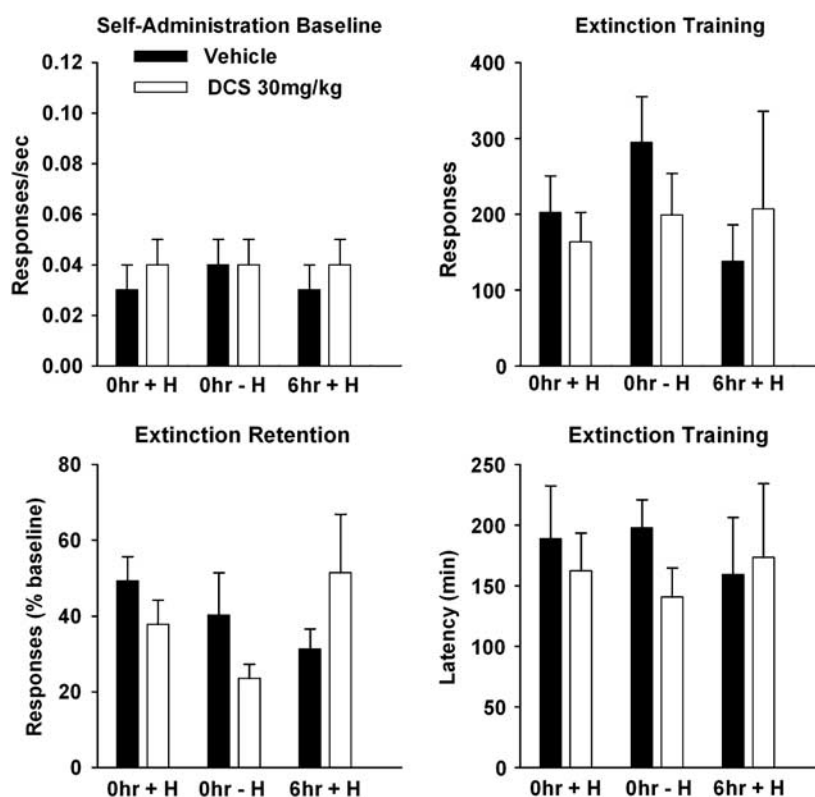 Self-Administration Baseline
Vehicle
DCS 30mg/kg
Responses/sec
0.12
0.10
0.08
0.06
0.04
0.02
0.00
0hr + H 0hr - H 6hr + H
Extinction Training
Responses
400
300
200
100
0
0hr + H 0hr - H 6hr + H
Extinction Retention
Responses (% baseline)
80
60
40
20
0
0hr + H 0hr - H 6hr + H
Extinction Training
Latency (min)
250
200
150
100
50
0
0hr + H 0hr - H 6hr + H